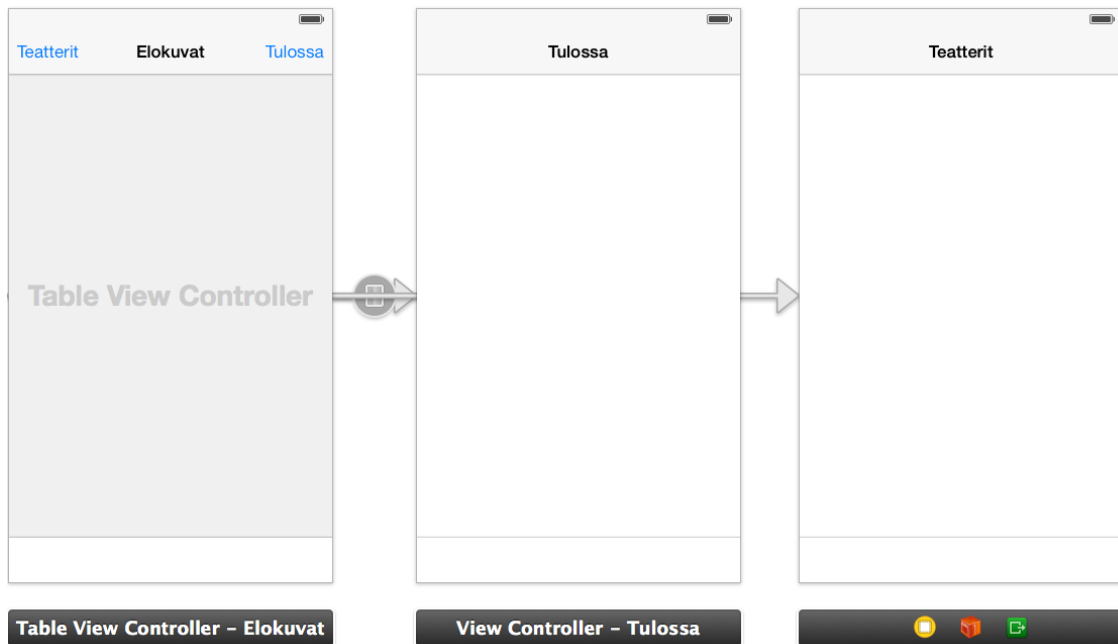 Teatterit Elokuvat Tulossa
Table View Controller
Table View Controller – Elokuvat
Tulossa
View Controller – Tulossa
Teatterit